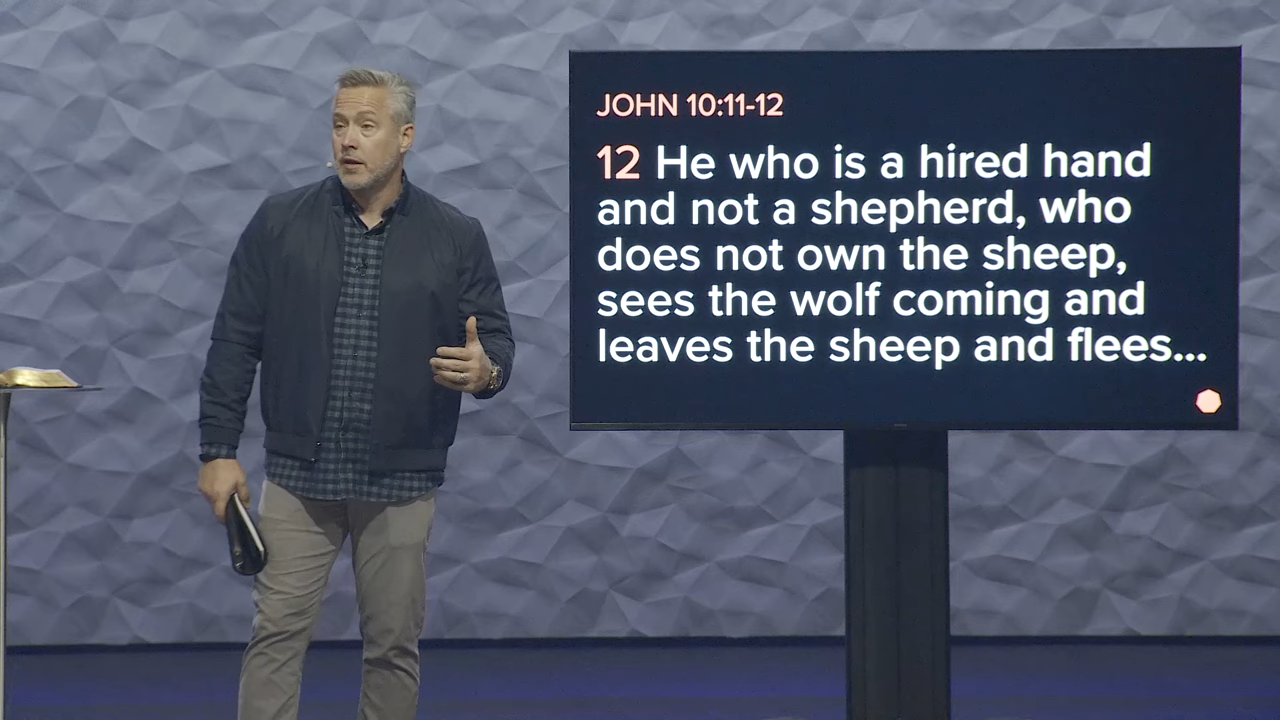 JOHN 10:11-12
12 He who is a hired hand
and not a shepherd, who
does not own the sheep,
sees the wolf coming and
leaves the sheep and flees...